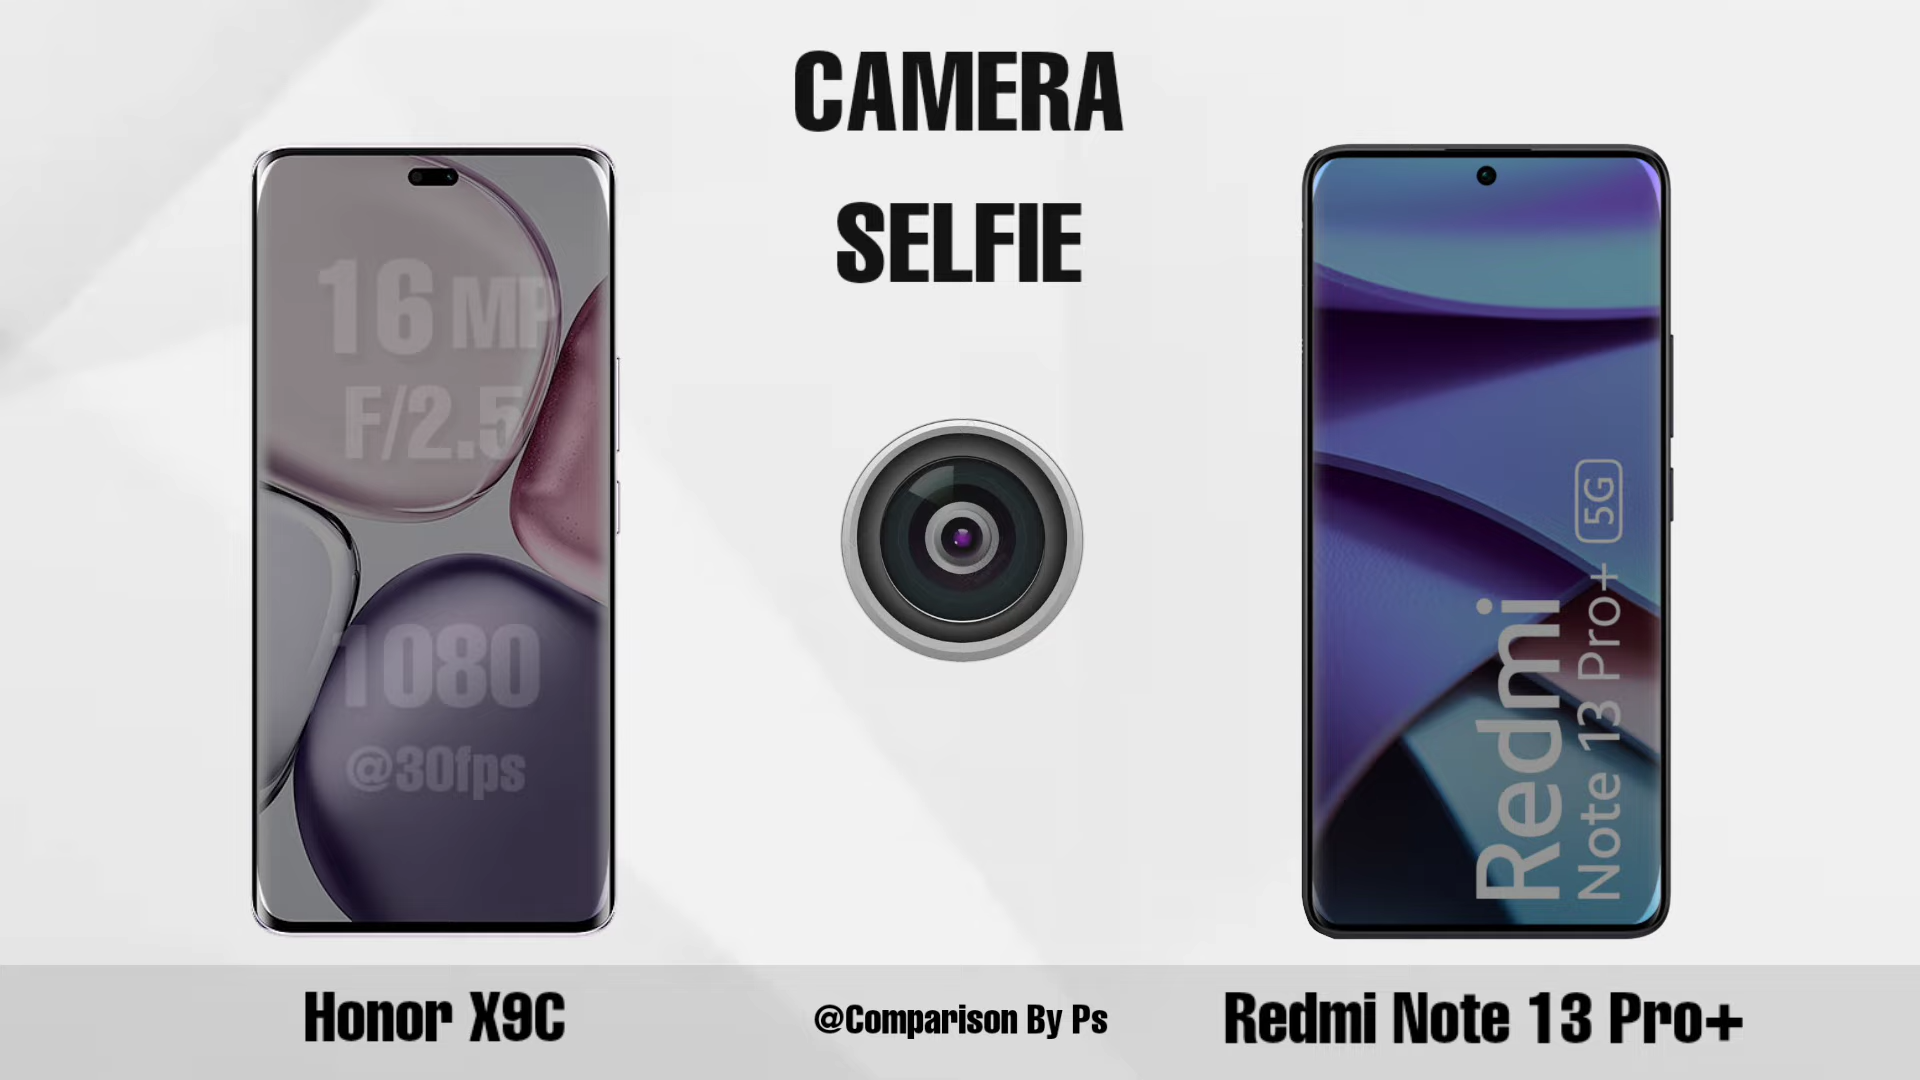 CAMERA
SELFIE
16 MP
F/2.5
1080
@30fps
Redmi
Note 13 Pro+ 5G
Honor X9C
@Comparison By Ps
Redmi Note 13 Pro+